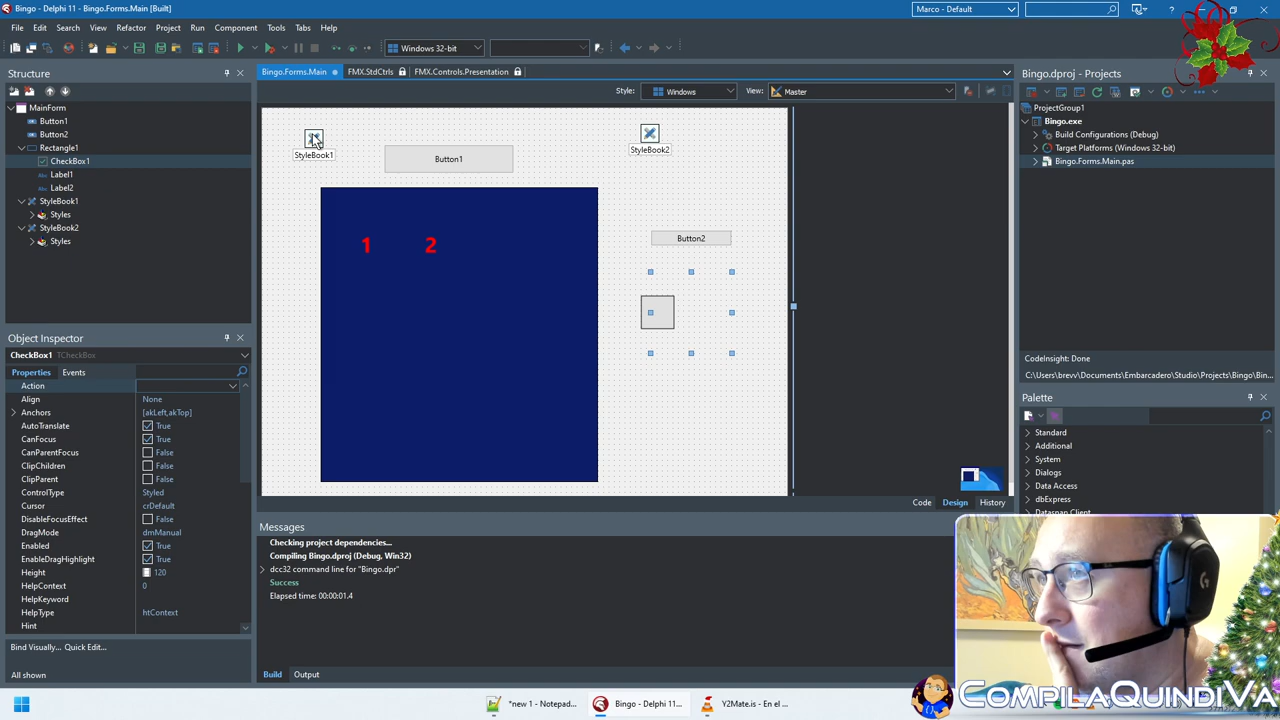 Bingo - Delphi 11 - Bingo.Forms.Main [Built]
Marco - Default
File Edit Search View Refactor Project Run Component Tools Tabs Help
Windows 32-bit
Structure
MainForm
Button1
Button2
Rectangle1
CheckBox1
Label1
Label2
StyleBook1
Styles
StyleBook2
Styles
Object Inspector
CheckBox1 TCheckBox
Properties Events
Action
Align None
Anchors [akLeft,akTop]
AutoTranslate True
CanFocus True
CanParentFocus False
ClipChildren False
ClipParent False
ControlType Styled
Cursor crDefault
DisableFocusEffect False
DragMode dmManual
Enabled True
EnableDragHighlight True
Height 120
HelpContext 0
HelpKeyword
HelpType htContext
Hint
Bind Visually... Quick Edit...
All shown
Bingo.Forms.Main FMX.StdCtrls FMX.Controls.Presentation
Style: Windows View: Master
StyleBook1
Button1
StyleBook2
1 2
Button2
Code Design History
Messages
Checking project dependencies...
Compiling Bingo.dproj (Debug, Win32)
dcc32 command line for "Bingo.dpr"
Success
Elapsed time: 00:00:01.4
Build Output
Bingo.dproj - Projects
ProjectGroup1
Bingo.exe
Build Configurations (Debug)
Target Platforms (Windows 32-bit)
Bingo.Forms.Main.pas
CodeInsight: Done
C:\Users\brevv\Documents\Embarcadero\Studio\Projects\Bingo\Bin...
Palette
Standard
Additional
System
Dialogs
Data Access
dbExpress
Datasnap Client
*new 1 - Notepad... Bingo - Delphi 11... Y2Mate.is - En el ...
CompilaQuindiVa